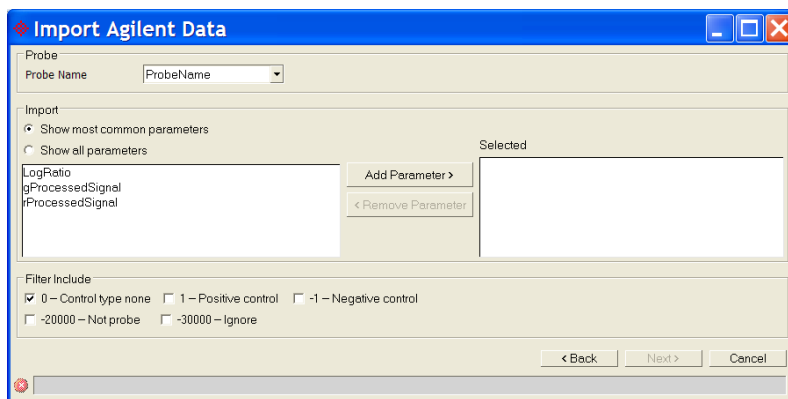 Import Agilent Data
Probe
Probe Name ProbeName
Import
Show most common parameters
Show all parameters
Selected
LogRatio
gProcessedSignal
rProcessedSignal
Add Parameter >
< Remove Parameter
Filter Include
0 – Control type none 1 – Positive control -1 – Negative control
-20000 – Not probe -30000 – Ignore
< Back Next > Cancel